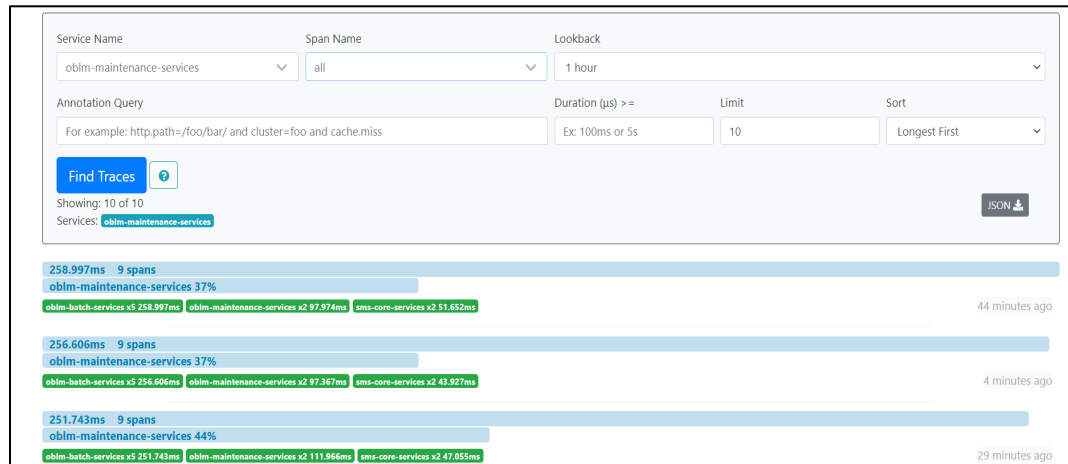 Service Name Span Name Lookback
oblm-maintenance-services all 1 hour
Annotation Query Duration (μs) >= Limit Sort
For example: http.path=/foo/bar/ and cluster=foo and cache.miss Ex: 100ms or 5s 10 Longest First
Find Traces ?
Showing: 10 of 10
Services: oblm-maintenance-services
JSON
258.997ms 9 spans
oblm-maintenance-services 37%
oblm-batch-services x5 258.997ms oblm-maintenance-services x2 97.974ms sms-core-services x2 51.652ms 44 minutes ago
256.606ms 9 spans
oblm-maintenance-services 37%
oblm-batch-services x5 256.606ms oblm-maintenance-services x2 97.367ms sms-core-services x2 43.927ms 4 minutes ago
251.743ms 9 spans
oblm-maintenance-services 44%
oblm-batch-services x5 251.743ms oblm-maintenance-services x2 111.966ms sms-core-services x2 47.055ms 29 minutes ago